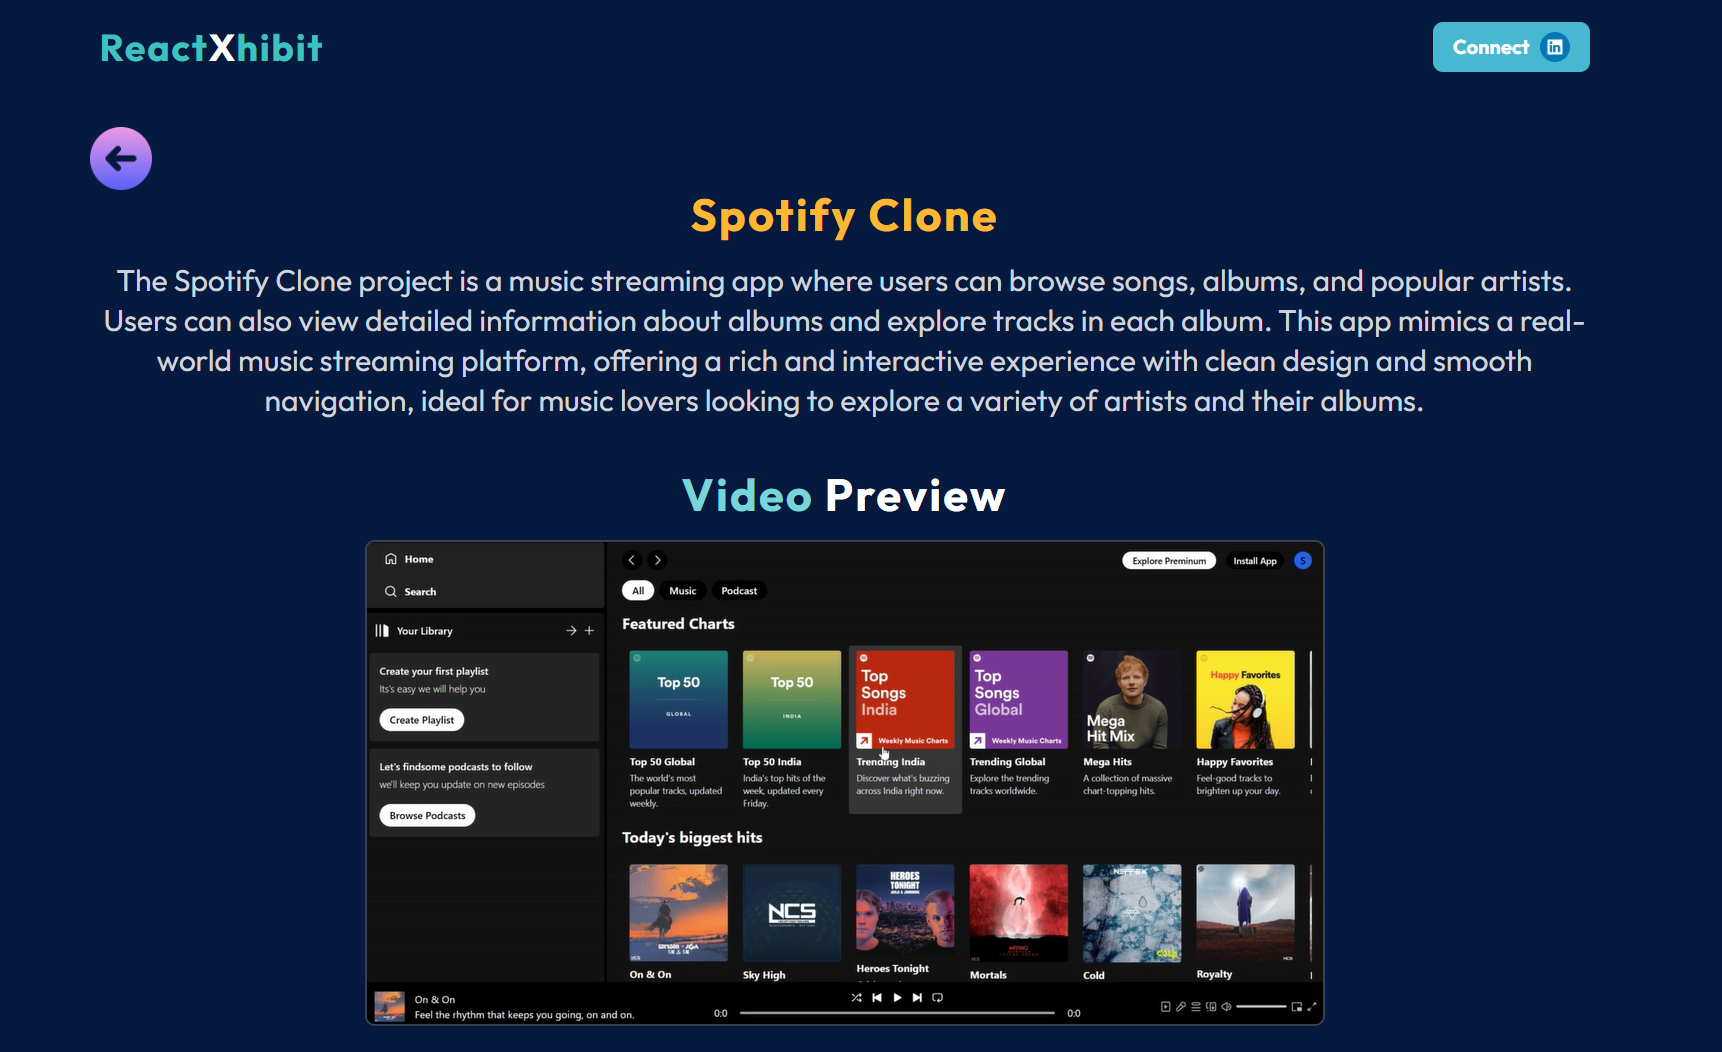 ReactXhibit
Connect
Spotify Clone
The Spotify Clone project is a music streaming app where users can browse songs, albums, and popular artists.
Users can also view detailed information about albums and explore tracks in each album. This app mimics a real-
world music streaming platform, offering a rich and interactive experience with clean design and smooth
navigation, ideal for music lovers looking to explore a variety of artists and their albums.
Video Preview
Home
Search
Your Library
Create your first playlist
Its's easy we will help you
Create Playlist
Let's findsome podcasts to follow
we'll keep you update on new episodes
Browse Podcasts
Explore Preminum
Install App
S
All
Music
Podcast
Featured Charts
Top 50
GLOBAL
Top 50 Global
The world's most
popular tracks, updated
weekly.
Top 50
INDIA
Top 50 India
India's top hits of the
week, updated every
Friday.
Top
Songs
India
Weekly Music Charts
Trending India
Discover what's buzzing
across India right now.
Top
Songs
Global
Weekly Music Charts
Trending Global
Explore the trending
tracks worldwide.
Mega
Hit Mix
Mega Hits
A collection of massive
chart-topping hits.
Happy Favorites
Happy Favorites
Feel-good tracks to
brighten up your day.
Today's biggest hits
On & On
NCS
Sky High
HEROES
TONIGHT
Heroes Tonight
Mortals
NEFFEX
COLD
Cold
NCS
Royalty
On & On
Feel the rhythm that keeps you going, on and on.
0:0
0:0